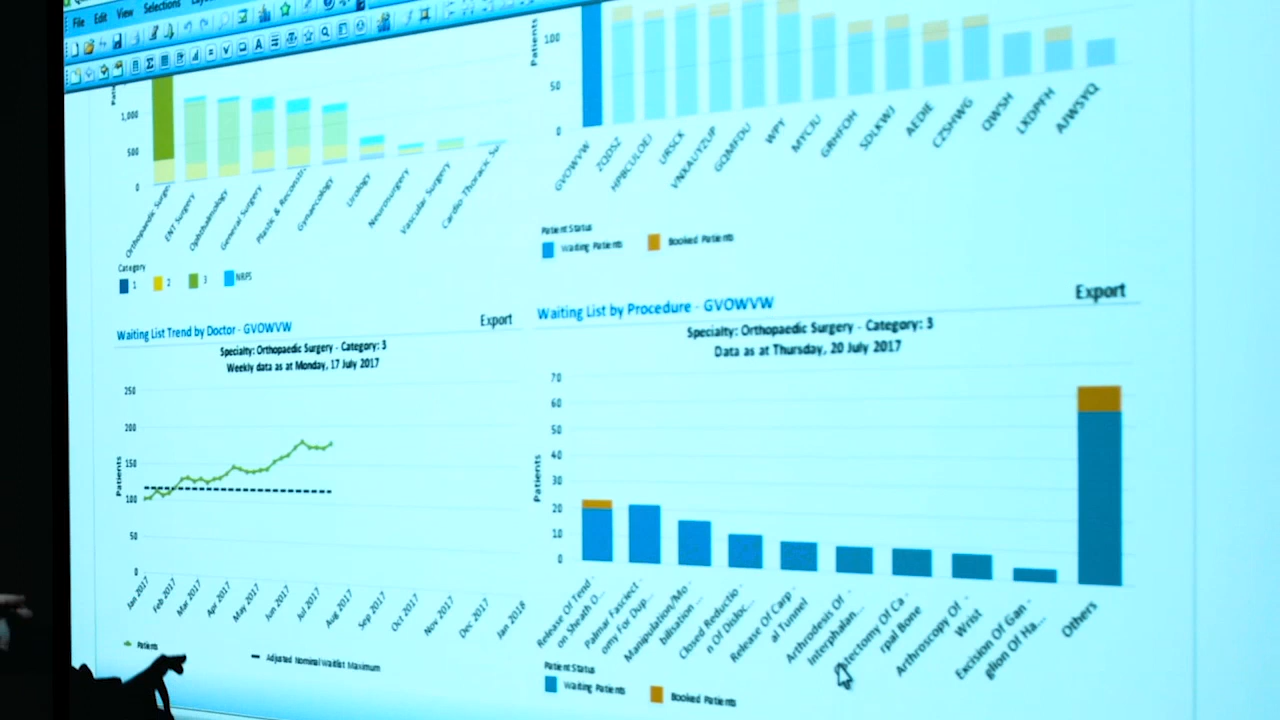 File Edit View Selections
Patients
1,000
500
0
Orthopaedic Surge
ENT Surgery
Ophthalmology
General Surgery
Plastic & Reconstr
Gynaecology
Urology
Neurosurgery
Vascular Surgery
Cardio-Thoracic Su
Category
1 2 3 NRFS
Patients
100
50
0
GVOWVW
ZQDSZ
HPBCULOEJ
URSCK
VNXAUYZUP
GQMFDU
WPY
MYCJU
GRHFOH
SDLKWJ
AEDIE
CZSHWG
QWSH
LXDPFH
AJWSYQ
Patient Status
Waiting Patients Booked Patients
Waiting List Trend by Doctor - GVOWVW
Export
Specialty: Orthopaedic Surgery - Category: 3
Weekly data as at Monday, 17 July 2017
Patients
250
200
150
100
50
0
Jan 2017
Feb 2017
Mar 2017
Apr 2017
May 2017
Jun 2017
Jul 2017
Aug 2017
Sep 2017
Oct 2017
Nov 2017
Dec 2017
Jan 2018
Patients
Adjusted Nominal Waitlist Maximum
Waiting List by Procedure - GVOWVW
Export
Specialty: Orthopaedic Surgery - Category: 3
Data as at Thursday, 20 July 2017
Patients
70
60
50
40
30
20
10
0
Release Of Tend -
on Sheath O...
Palmar Fasciect -
omy For Dup...
Manipulation/Mo -
bilisation ...
Closed Reductio -
n Of Disloc...
Release Of Carp -
al Tunnel
Arthrodesis Of -
Interphalan...
tectomy Of Ca -
rpal Bone
Arthroscopy Of -
Wrist
Excision Of Gan -
glion Of Ha...
Others
Patient Status
Waiting Patients Booked Patients